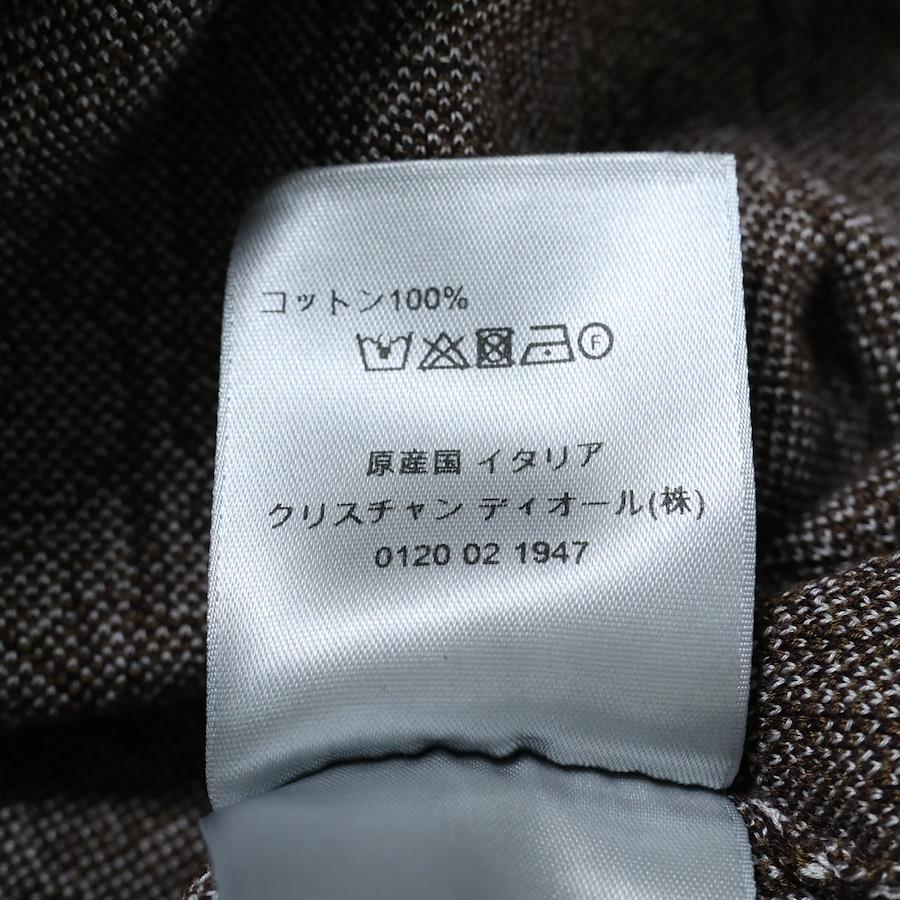 コットン100%
F
原産国 イタリア
クリスチャン ディオール(株)
0120 02 1947